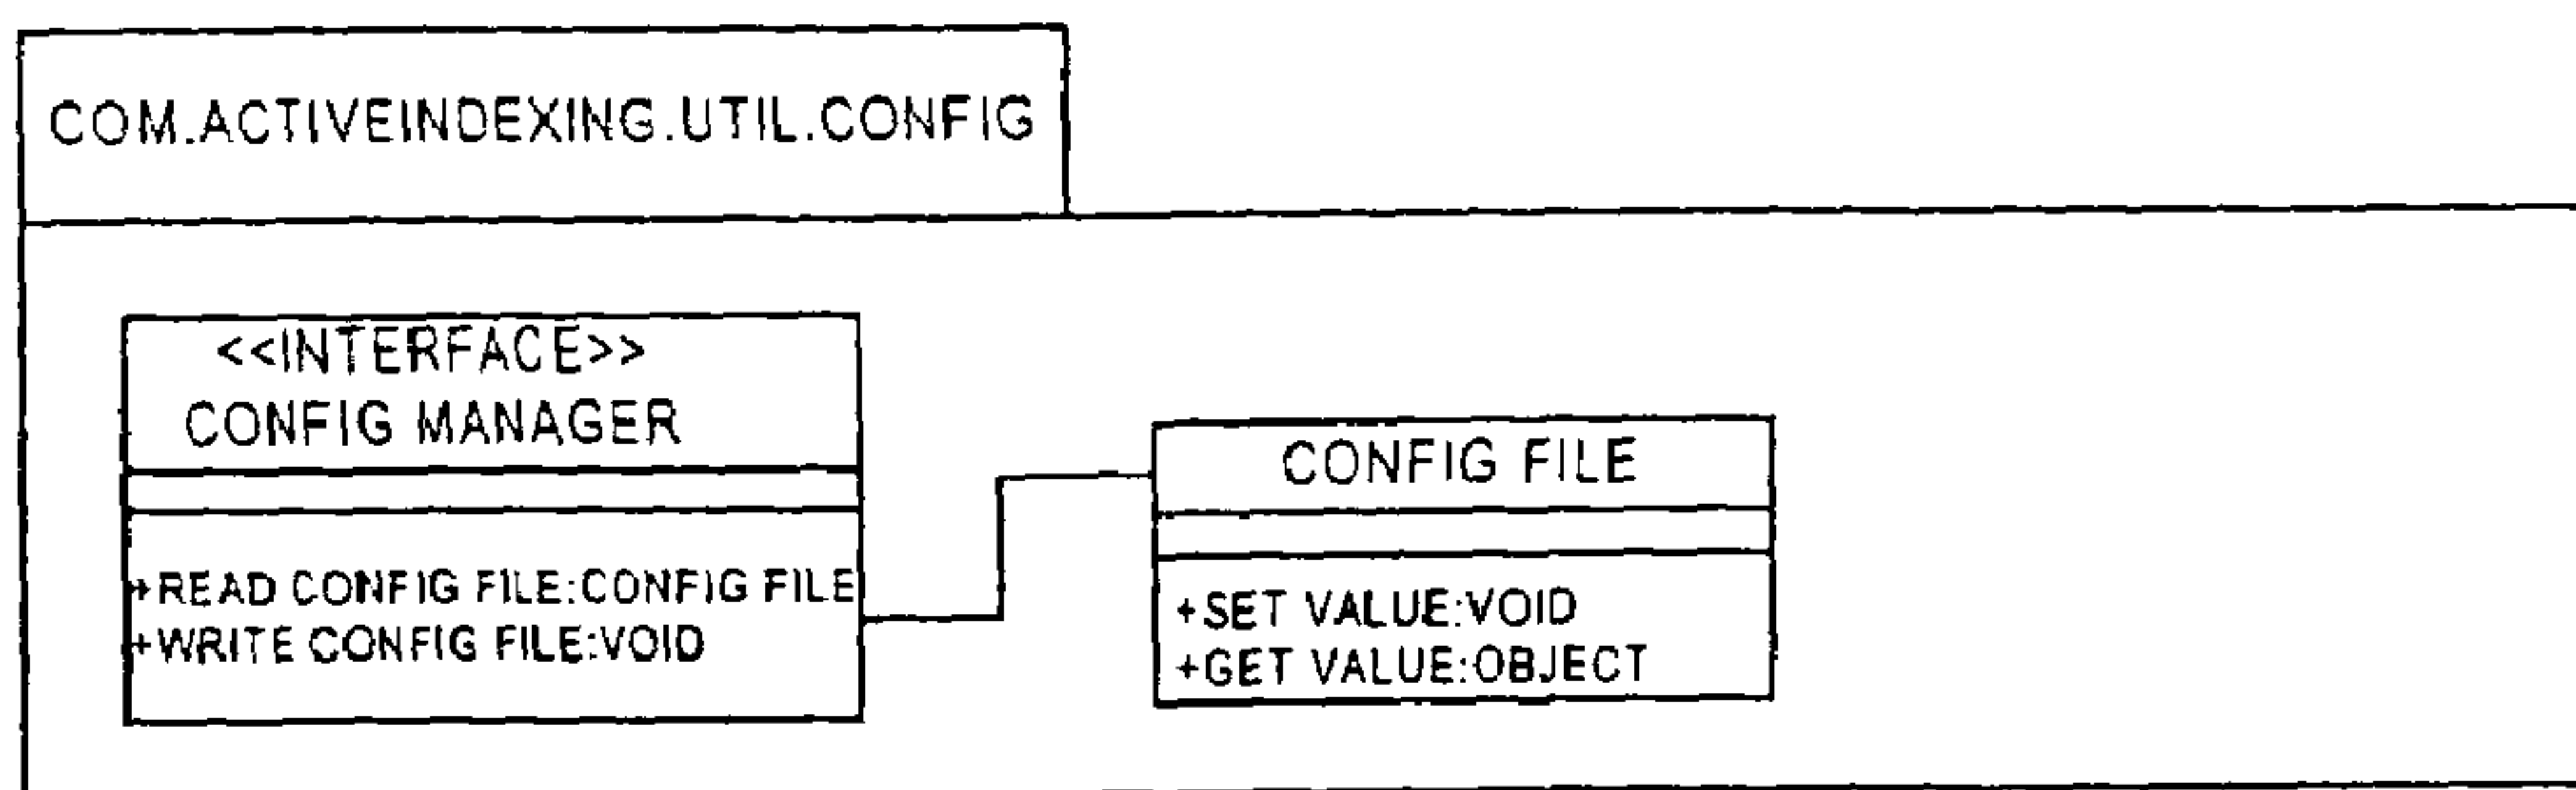 COM.ACTIVEINDEXING.UTIL.CONFIG
<<INTERFACE>>
CONFIG MANAGER
+READ CONFIG FILE:CONFIG FILE
+WRITE CONFIG FILE:VOID
CONFIG FILE
+SET VALUE:VOID
+GET VALUE:OBJECT